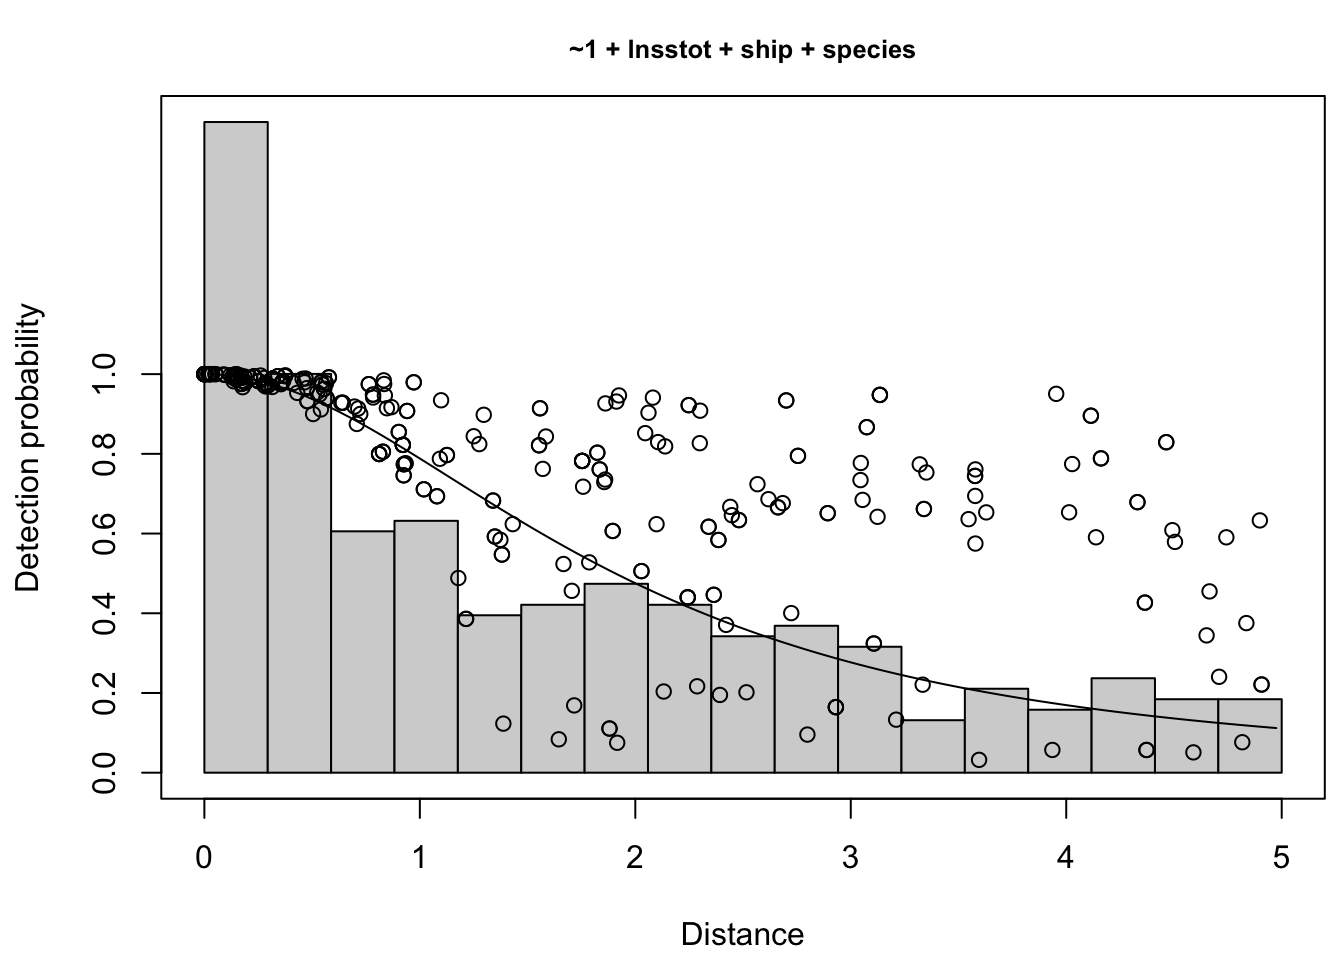 ~1 + lnsstot + ship + species
Detection probability
1.0
0.8
0.6
0.4
0.2
0.0
0 1 2 3 4 5
Distance